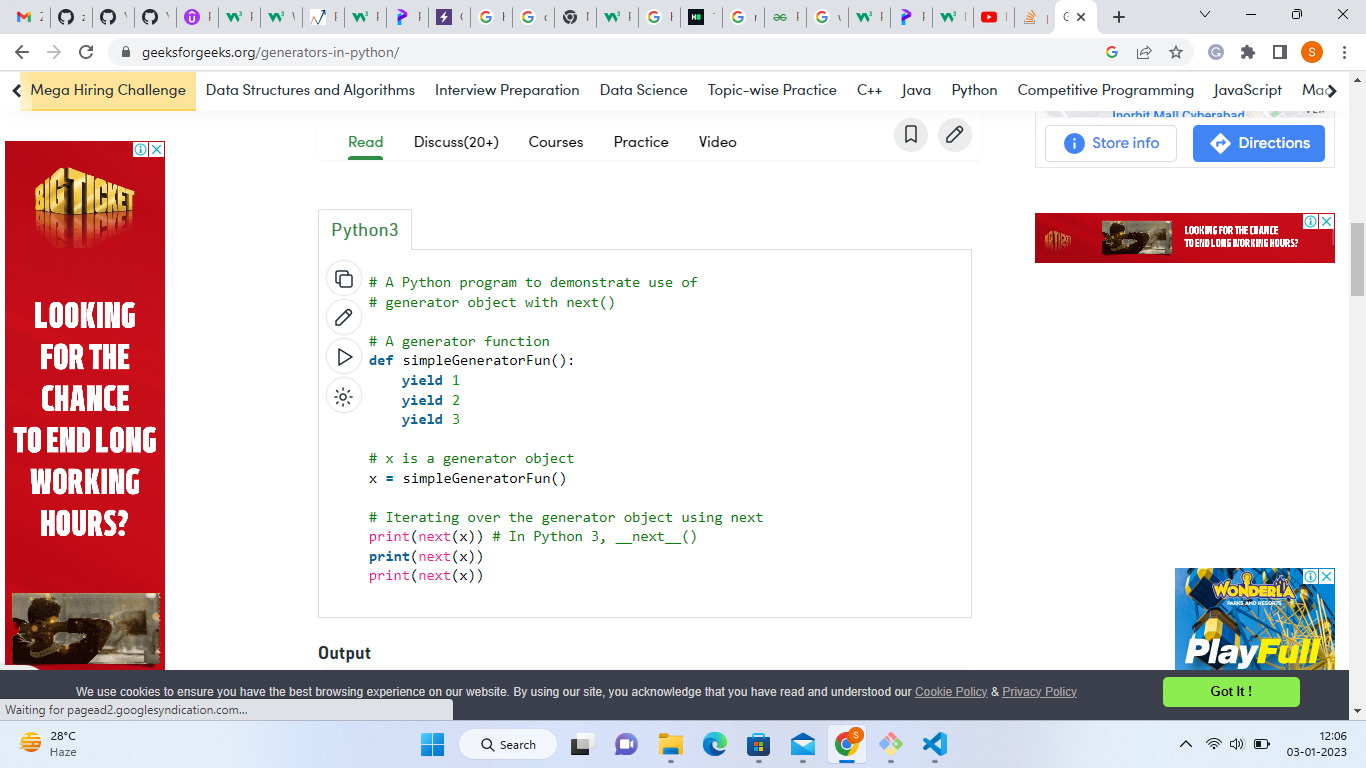 geeksforgeeks.org/generators-in-python/
S
Mega Hiring Challenge Data Structures and Algorithms Interview Preparation Data Science Topic-wise Practice C++ Java Python Competitive Programming JavaScript
Inorbit Mall Cyberabad
Store info Directions
Read Discuss(20+) Courses Practice Video
BIG TICKET
LOOKING
FOR THE
CHANCE
TO END LONG
WORKING
HOURS?
Python3
# A Python program to demonstrate use of
# generator object with next()
# A generator function
def simpleGeneratorFun():
yield 1
yield 2
yield 3
# x is a generator object
x = simpleGeneratorFun()
# Iterating over the generator object using next
print(next(x)) # In Python 3, __next__()
print(next(x))
print(next(x))
Output
BIG TICKET
LOOKING FOR THE CHANCE
TO END LONG WORKING HOURS?
WONDERLA
PARKS AND RESORTS
PlayFull
We use cookies to ensure you have the best browsing experience on our website. By using our site, you acknowledge that you have read and understood our Cookie Policy & Privacy Policy
Got It !
Waiting for pagead2.googlesyndication.com...
28°C
Haze
Search
S
12:06
03-01-2023